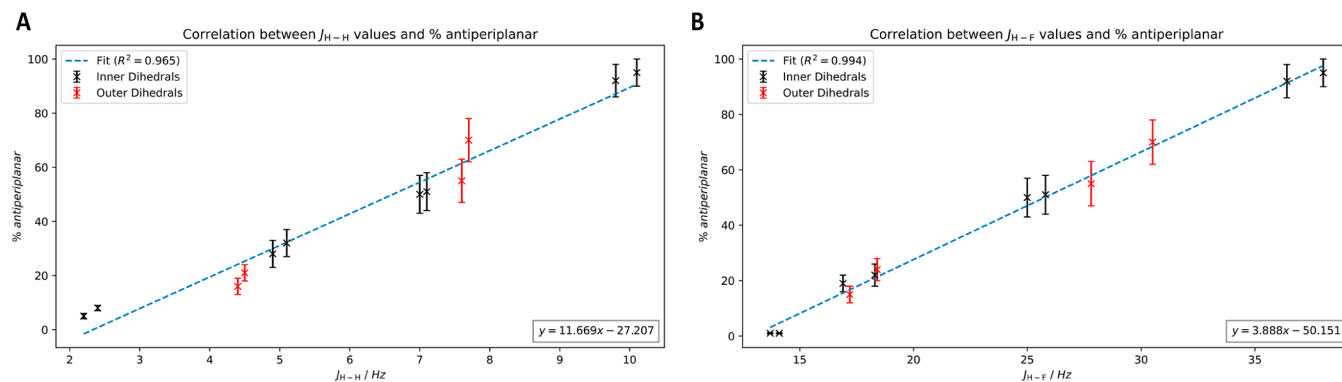 A
Correlation between J_H−H values and % antiperiplanar
Fit (R² = 0.965)
Inner Dihedrals
Outer Dihedrals
100
80
60
40
20
0
% antiperiplanar
2 3 4 5 6 7 8 9 10
J_H−H / Hz
y = 11.669x − 27.207
B
Correlation between J_H−F values and % antiperiplanar
Fit (R² = 0.994)
Inner Dihedrals
Outer Dihedrals
100
80
60
40
20
0
% antiperiplanar
15 20 25 30 35
J_H−F / Hz
y = 3.888x − 50.151